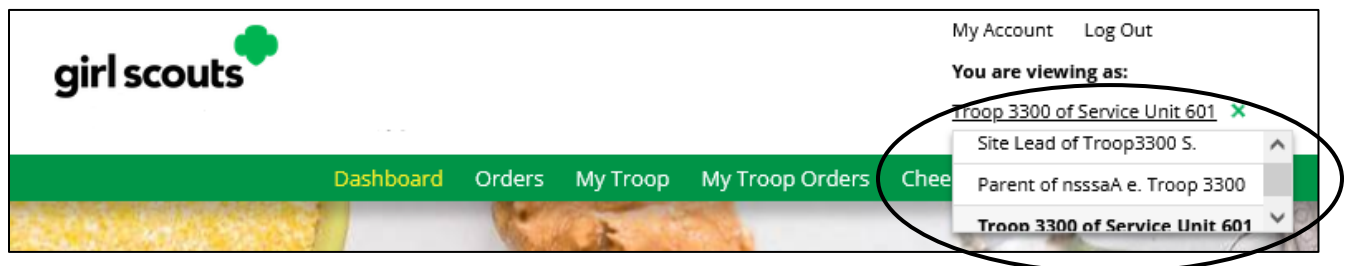 girl scouts
My Account Log Out
You are viewing as:
Troop 3300 of Service Unit 601 ×
Site Lead of Troop3300 S.
Parent of nsssaA e. Troop 3300
Troop 3300 of Service Unit 601
Dashboard Orders My Troop My Troop Orders Chee